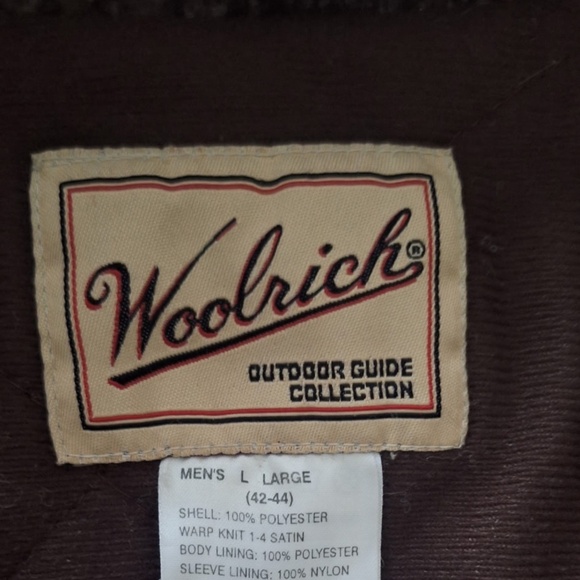 Woolrich®
OUTDOOR GUIDE
COLLECTION
MEN'S L LARGE
(42-44)
SHELL: 100% POLYESTER
WARP KNIT 1-4 SATIN
BODY LINING: 100% POLYESTER
SLEEVE LINING: 100% NYLON